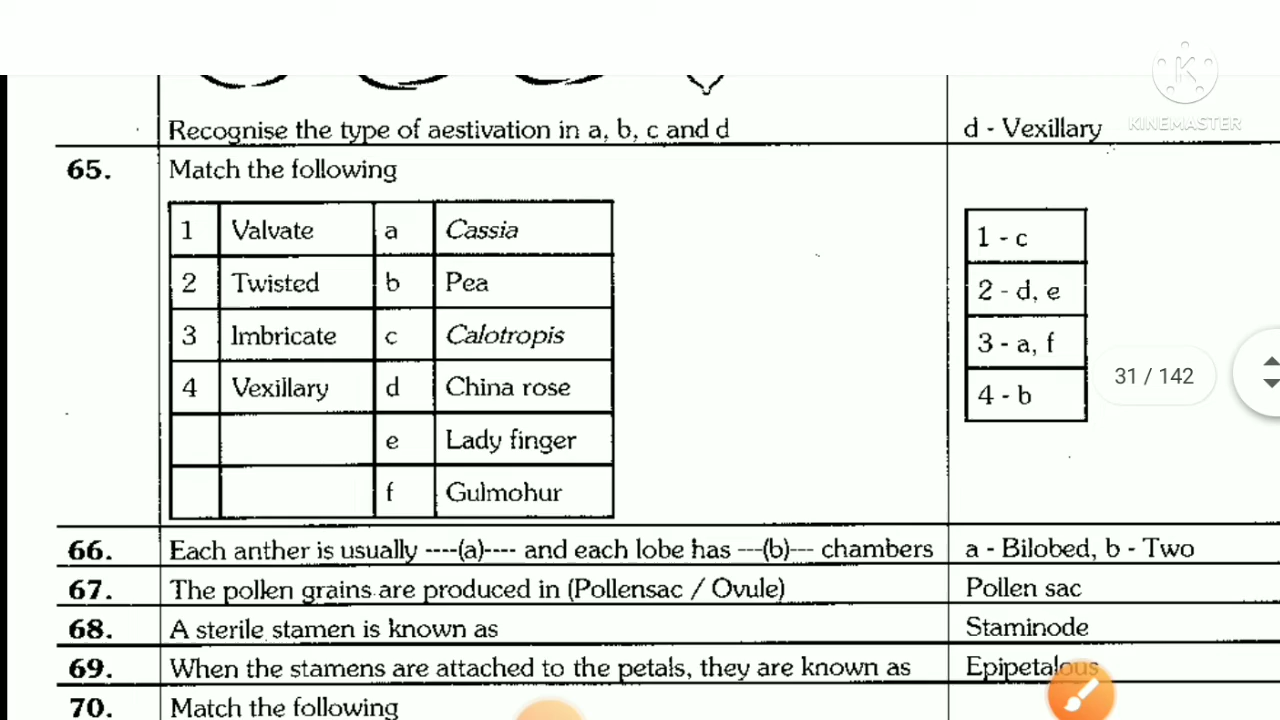 KINEMASTER
Recognise the type of aestivation in a, b, c and d d - Vexillary
65. Match the following
1 Valvate a Cassia 1 - c
2 Twisted b Pea 2 - d, e
3 Imbricate c Calotropis 3 - a, f
4 Vexillary d China rose 4 - b
31 / 142
e Lady finger
f Gulmohur
66. Each anther is usually ----(a)---- and each lobe has ---(b)--- chambers a - Bilobed, b - Two
67. The pollen grains are produced in (Pollensac / Ovule) Pollen sac
68. A sterile stamen is known as Staminode
69. When the stamens are attached to the petals, they are known as Epipetalous
70. Match the following